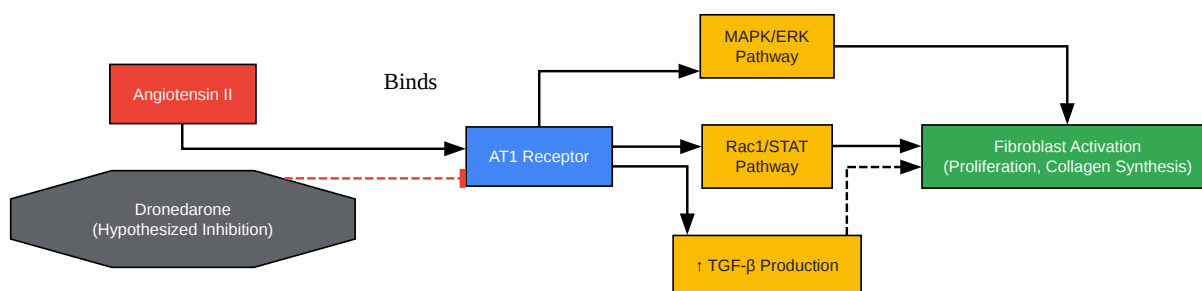 MAPK/ERK
Pathway
Angiotensin II
Binds
AT1 Receptor
Rac1/STAT
Pathway
Fibroblast Activation
(Proliferation, Collagen Synthesis)
Dronedarone
(Hypothesized Inhibition)
↑ TGF-β Production